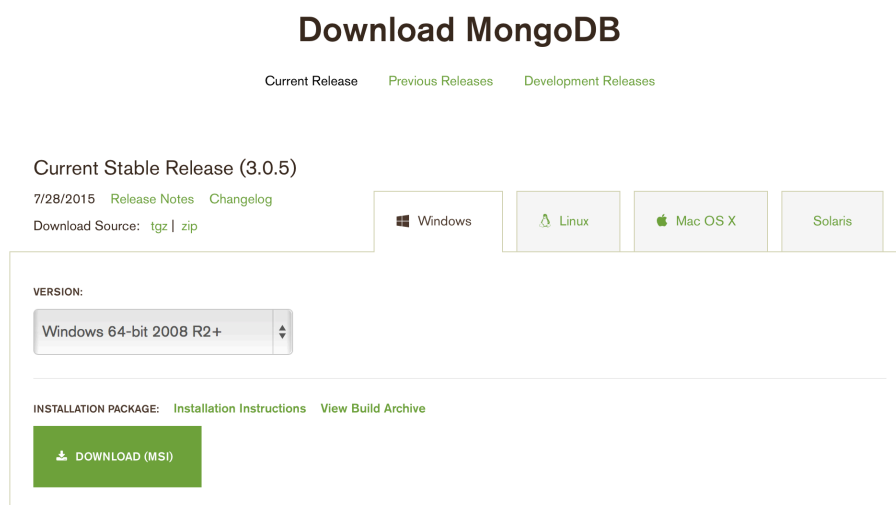 Download MongoDB
Current Release Previous Releases Development Releases
Current Stable Release (3.0.5)
7/28/2015 Release Notes Changelog
Download Source: tgz | zip
Windows Linux Mac OS X Solaris
VERSION:
Windows 64-bit 2008 R2+
INSTALLATION PACKAGE: Installation Instructions View Build Archive
DOWNLOAD (MSI)